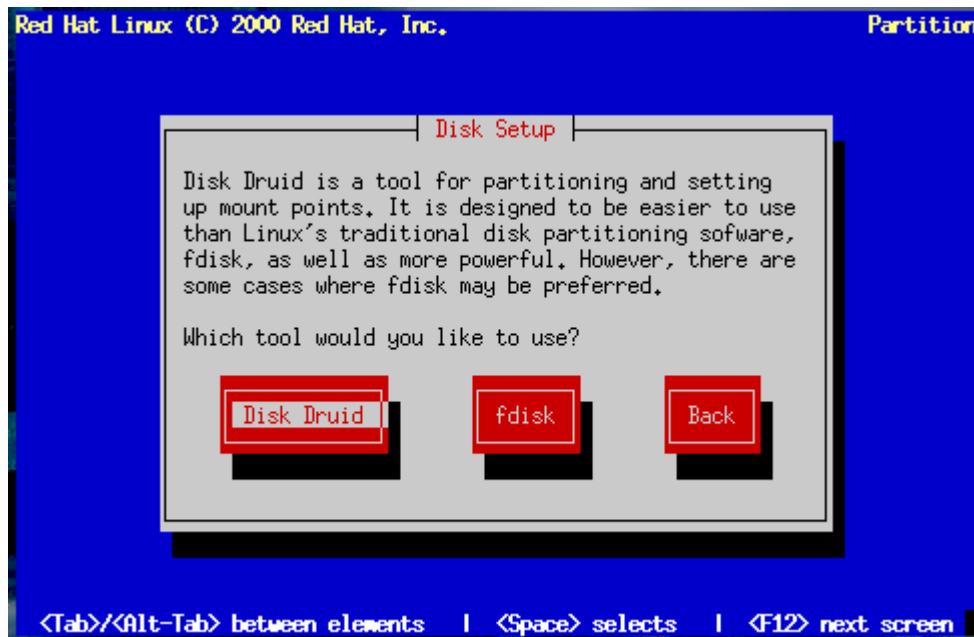 Red Hat Linux (C) 2000 Red Hat, Inc. Partition
Disk Setup
Disk Druid is a tool for partitioning and setting
up mount points. It is designed to be easier to use
than Linux's traditional disk partitioning sofware,
fdisk, as well as more powerful. However, there are
some cases where fdisk may be preferred.
Which tool would you like to use?
Disk Druid fdisk Back
<Tab>/<Alt-Tab> between elements | <Space> selects | <F12> next screen